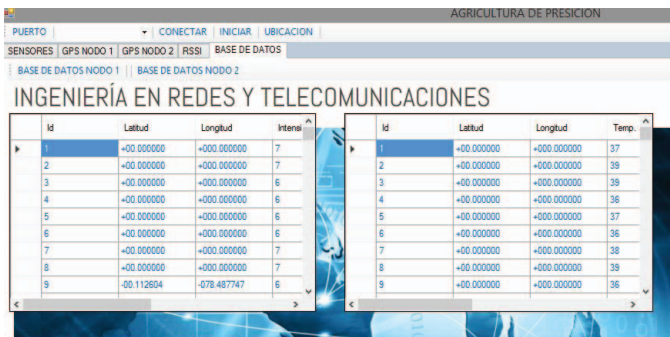 AGRICULTURA DE PRESICION
PUERTO CONECTAR INICIAR UBICACION
SENSORES GPS NODO 1 GPS NODO 2 RSSI BASE DE DATOS
BASE DE DATOS NODO 1 BASE DE DATOS NODO 2
INGENIERÍA EN REDES Y TELECOMUNICACIONES
Id Latitud Longitud Intensi
1 +00.000000 +000.000000 7
2 +00.000000 +000.000000 7
3 +00.000000 +000.000000 6
4 +00.000000 +000.000000 6
5 +00.000000 +000.000000 6
6 +00.000000 +000.000000 6
7 +00.000000 +000.000000 7
8 +00.000000 +000.000000 7
9 -00.112604 -078.487747 6
Id Latitud Longitud Temp.
1 +00.000000 +000.000000 37
2 +00.000000 +000.000000 39
3 +00.000000 +000.000000 39
4 +00.000000 +000.000000 36
5 +00.000000 +000.000000 37
6 +00.000000 +000.000000 36
7 +00.000000 +000.000000 38
8 +00.000000 +000.000000 39
9 +00.000000 +000.000000 36